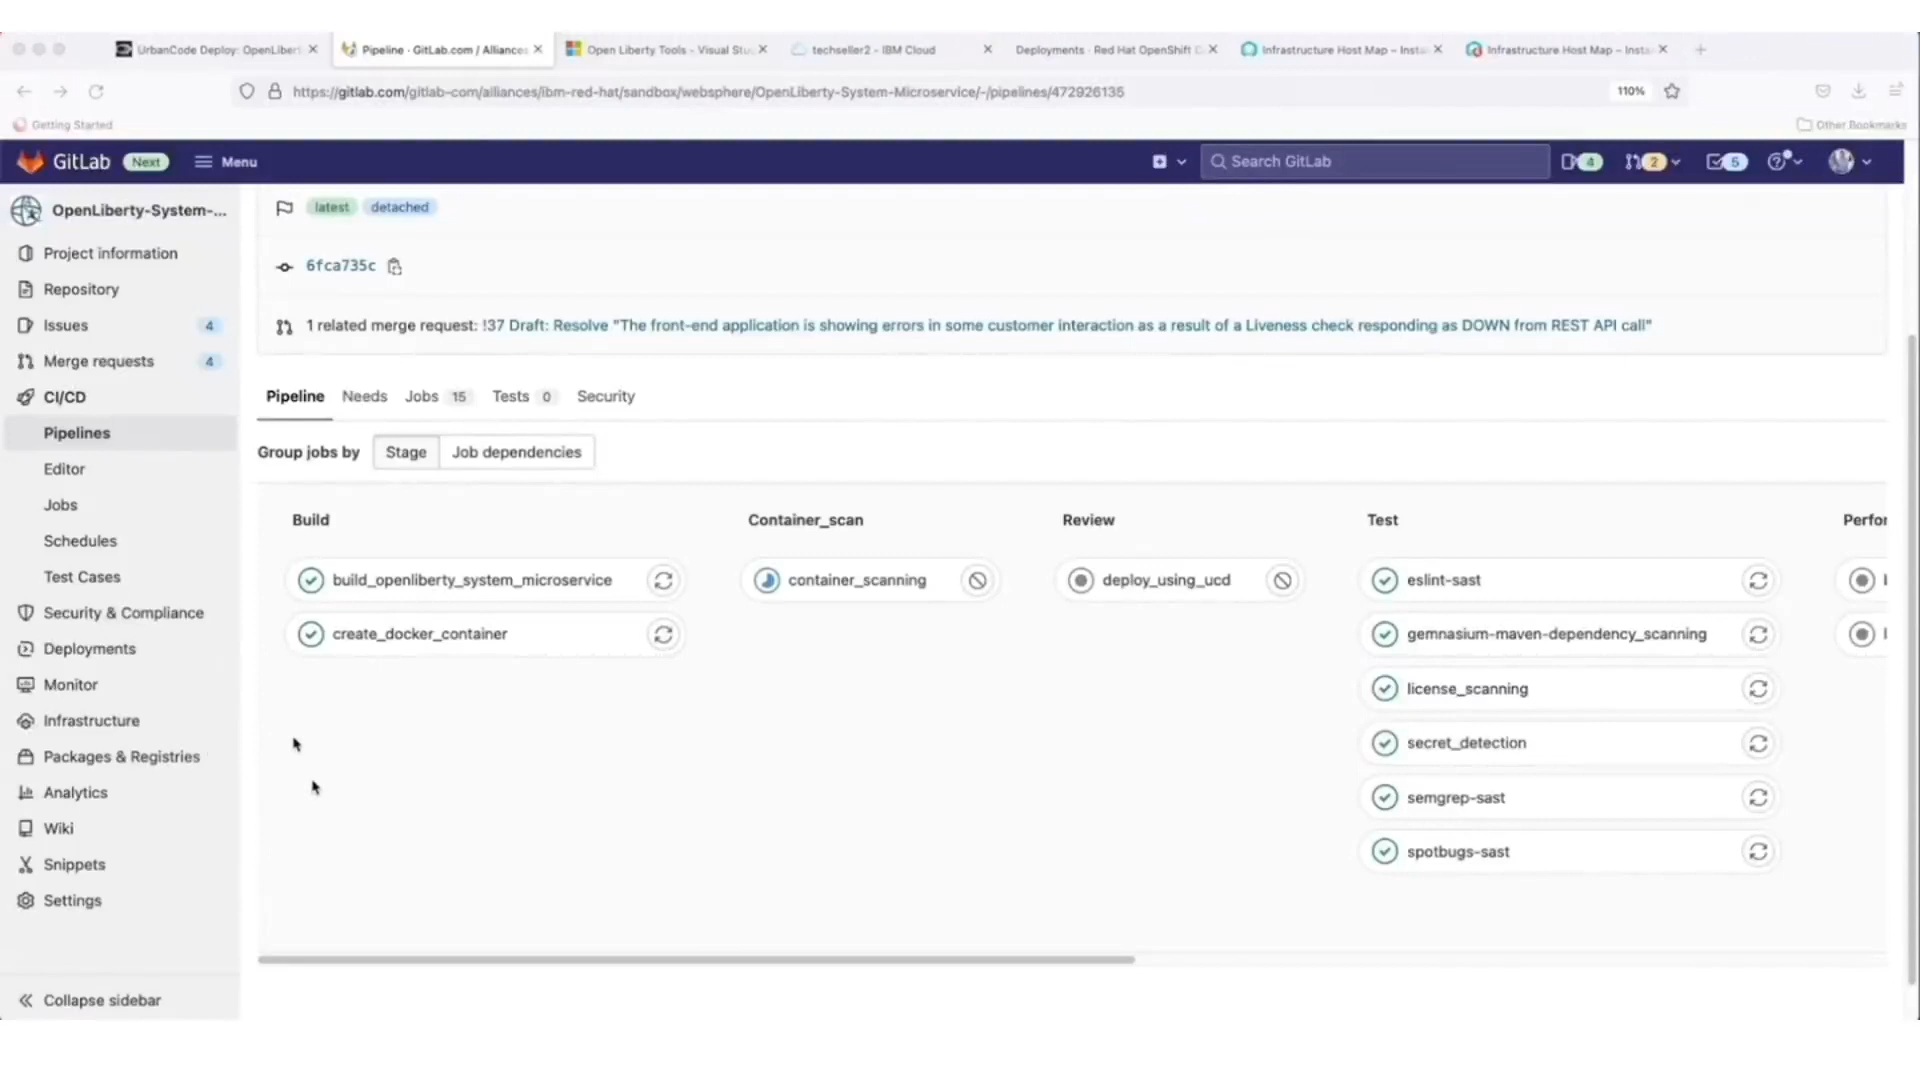 UrbanCode Deploy: OpenLibert
Pipeline · GitLab.com / Alliances
Open Liberty Tools - Visual Stu
techseller2 - IBM Cloud
Deployments · Red Hat OpenShift
Infrastructure Host Map – Insta
Infrastructure Host Map – Insta
https://gitlab.com/gitlab-com/alliances/ibm-red-hat/sandbox/websphere/OpenLiberty-System-Microservice/-/pipelines/472926135
110%
Getting Started
Other Bookmarks
GitLab Next Menu
Search GitLab
4
2
5
OpenLiberty-System-...
Project information
Repository
Issues 4
Merge requests 4
CI/CD
Pipelines
Editor
Jobs
Schedules
Test Cases
Security & Compliance
Deployments
Monitor
Infrastructure
Packages & Registries
Analytics
Wiki
Snippets
Settings
Collapse sidebar
latest detached
6fca735c
1 related merge request: !37 Draft: Resolve "The front-end application is showing errors in some customer interaction as a result of a Liveness check responding as DOWN from REST API call"
Pipeline Needs Jobs 15 Tests 0 Security
Group jobs by Stage Job dependencies
Build
build_openliberty_system_microservice
create_docker_container
Container_scan
container_scanning
Review
deploy_using_ucd
Test
eslint-sast
gemnasium-maven-dependency_scanning
license_scanning
secret_detection
semgrep-sast
spotbugs-sast
Perfor